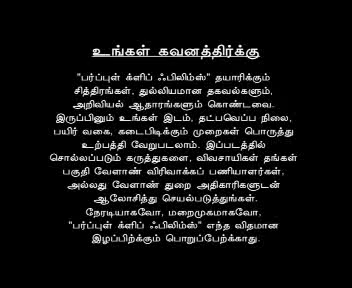 உங்கள் கவனத்திர்க்கு
"பர்ப்புள் க்ளிப் ஃபிலிம்ஸ்" தயாரிக்கும்
சித்திரங்கள், துல்லியமான தகவல்களும்,
அறிவியல் ஆதாரங்களும் கொண்டவை.
இருப்பினும் உங்கள் இடம், தட்பவெப்ப நிலை,
பயிர் வகை, கடைபிடிக்கும் முறைகள் பொருத்து
உற்பத்தி வேறுபடலாம். இப்படத்தில்
சொல்லப்படும் கருத்துகளை, விவசாயிகள் தங்கள்
பகுதி வேளாண் விரிவாக்கப் பணியாளர்கள்,
அல்லது வேளாண் துறை அதிகாரிகளுடன்
ஆலோசித்து செயல்படுத்துங்கள்.
நேரடியாகவோ, மறைமுகமாகவோ,
"பர்ப்புள் க்ளிப் ஃபிலிம்ஸ்" எந்த விதமான
இழப்பிற்க்கும் பொறுப்பேற்க்காது.